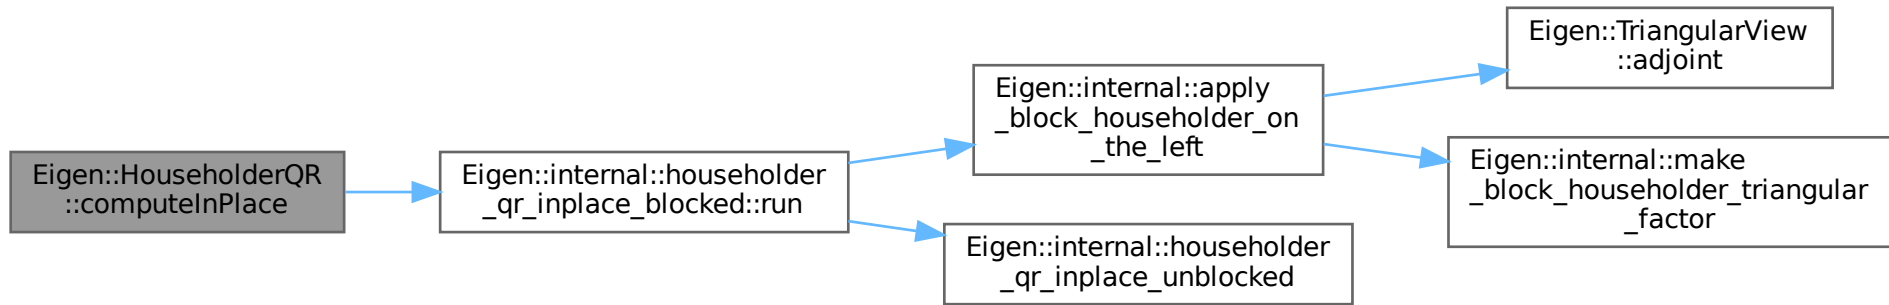 Eigen::HouseholderQR
::computeInPlace
Eigen::internal::householder
_qr_inplace_blocked::run
Eigen::internal::apply
_block_householder_on
_the_left
Eigen::TriangularView
::adjoint
Eigen::internal::make
_block_householder_triangular
_factor
Eigen::internal::householder
_qr_inplace_unblocked